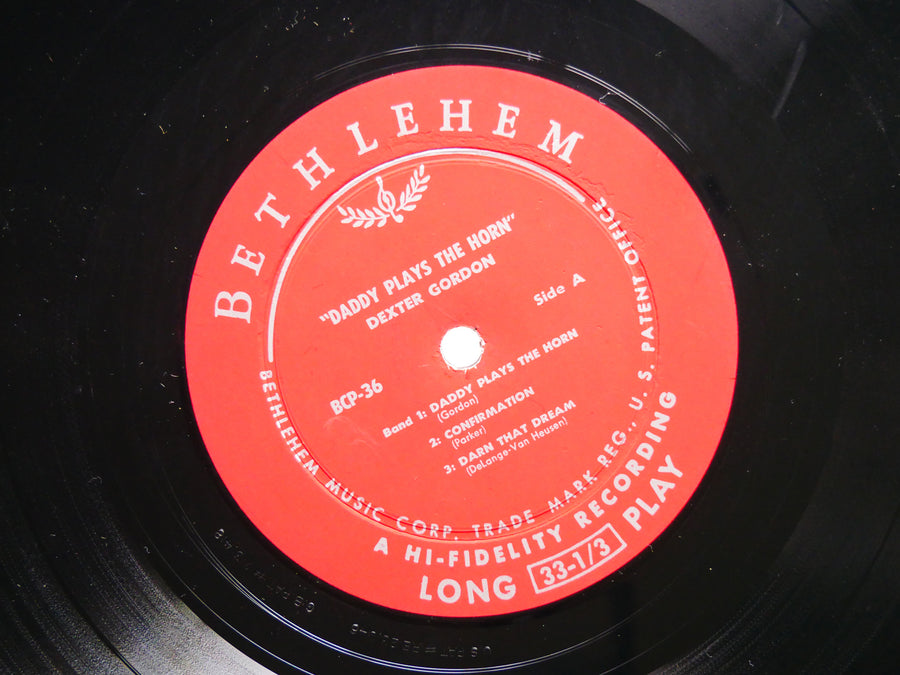 BETHLEHEM
"DADDY PLAYS THE HORN"
DEXTER GORDON
Side A
BCP-36
Band 1: DADDY PLAYS THE HORN
(Gordon)
2: CONFIRMATION
(Parker)
3: DARN THAT DREAM
(DeLange-Van Heusen)
BETHLEHEM MUSIC CORP. TRADE MARK REG., U. S. PATENT OFFICE
A HI-FIDELITY RECORDING
LONG 33-1/3 PLAY